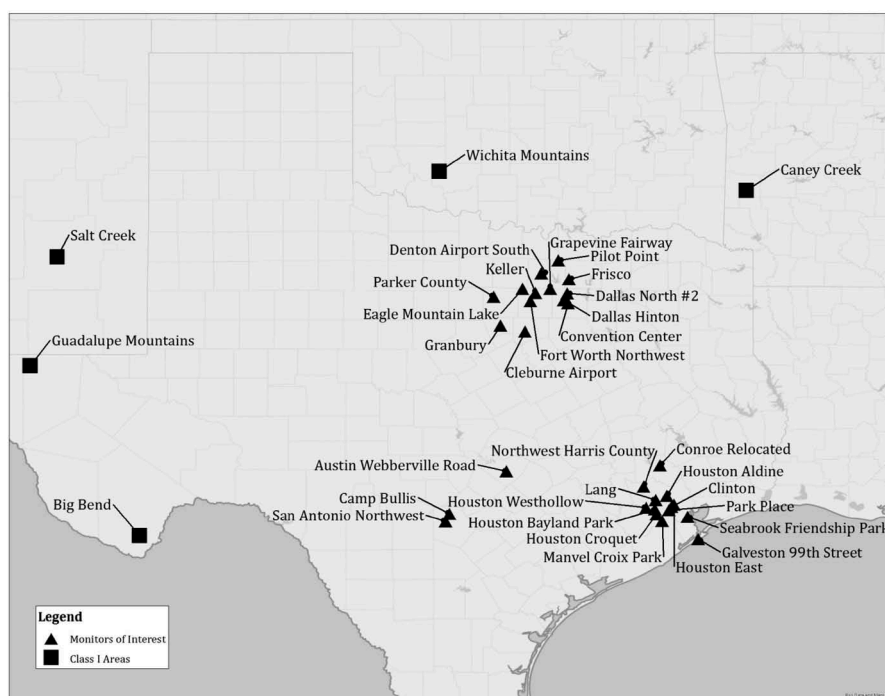 Wichita Mountains
Caney Creek
Salt Creek
Grapevine Fairway
Denton Airport South
Pilot Point
Keller
Frisco
Parker County
Dallas North #2
Eagle Mountain Lake
Dallas Hinton
Guadalupe Mountains
Granbury
Convention Center
Fort Worth Northwest
Cleburne Airport
Northwest Harris County
Conroe Relocated
Austin Webberville Road
Houston Aldine
Lang
Clinton
Camp Bullis
Houston Westhollow
Park Place
Big Bend
San Antonio Northwest
Houston Bayland Park
Seabrook Friendship Park
Houston Croquet
Galveston 99th Street
Manvel Croix Park
Houston East
Legend
Monitors of Interest
Class I Areas